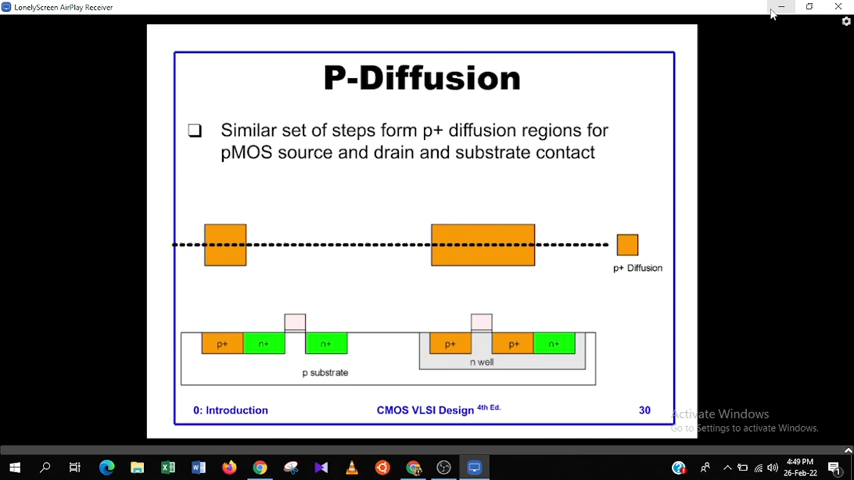 LonelyScreen AirPlay Receiver
P-Diffusion
Similar set of steps form p+ diffusion regions for
pMOS source and drain and substrate contact
p+ Diffusion
p+ n+ n+ p+ p+ n+
n well
p substrate
0: Introduction CMOS VLSI Design 4th Ed. 30
Activate Windows
Go to Settings to activate Windows.
4:49 PM
26-Feb-22